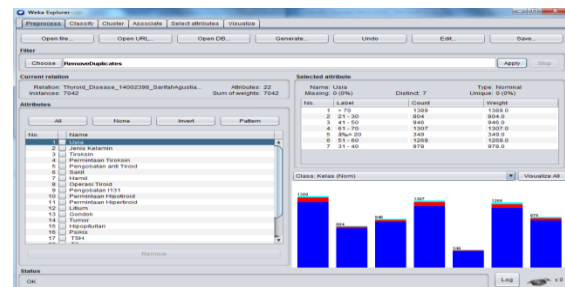 Weka Explorer
Preprocess Classify Cluster Associate Select attributes Visualize
Open file... Open URL... Open DB... Generate... Undo Edit... Save...
Filter
Choose RemoveDuplicates Apply Stop
Current relation
Relation: Thyroid_Disease_14002398_SarifahAgustia... Attributes: 22
Instances: 7042 Sum of weights: 7042
Attributes
All None Invert Pattern
No. Name
1 Usia
2 Jenis Kelamin
3 Tiroksin
4 Permintaan Tiroksin
5 Pengobatan anti Tiroid
6 Sakit
7 Hamil
8 Operasi Tiroid
9 Pengobatan I131
10 Permintaan Hipotiroid
11 Permintaan Hipertiroid
12 Litium
13 Gondok
14 Tumor
15 Hipopituitari
16 Psikis
17 TSH
Remove
Selected attribute
Name: Usia Type: Nominal
Missing: 0 (0%) Distinct: 7 Unique: 0 (0%)
No. Label Count Weight
1 > 70 1389 1389.0
2 21 - 30 804 804.0
3 41 - 50 946 946.0
4 61 - 70 1307 1307.0
5 â‰¤ 20 349 349.0
6 51 - 60 1269 1269.0
7 31 - 40 978 978.0
Class: Kelas (Nom) Visualize All
1389
804
946
1307
349
1269
978
Status
OK
Log x 0